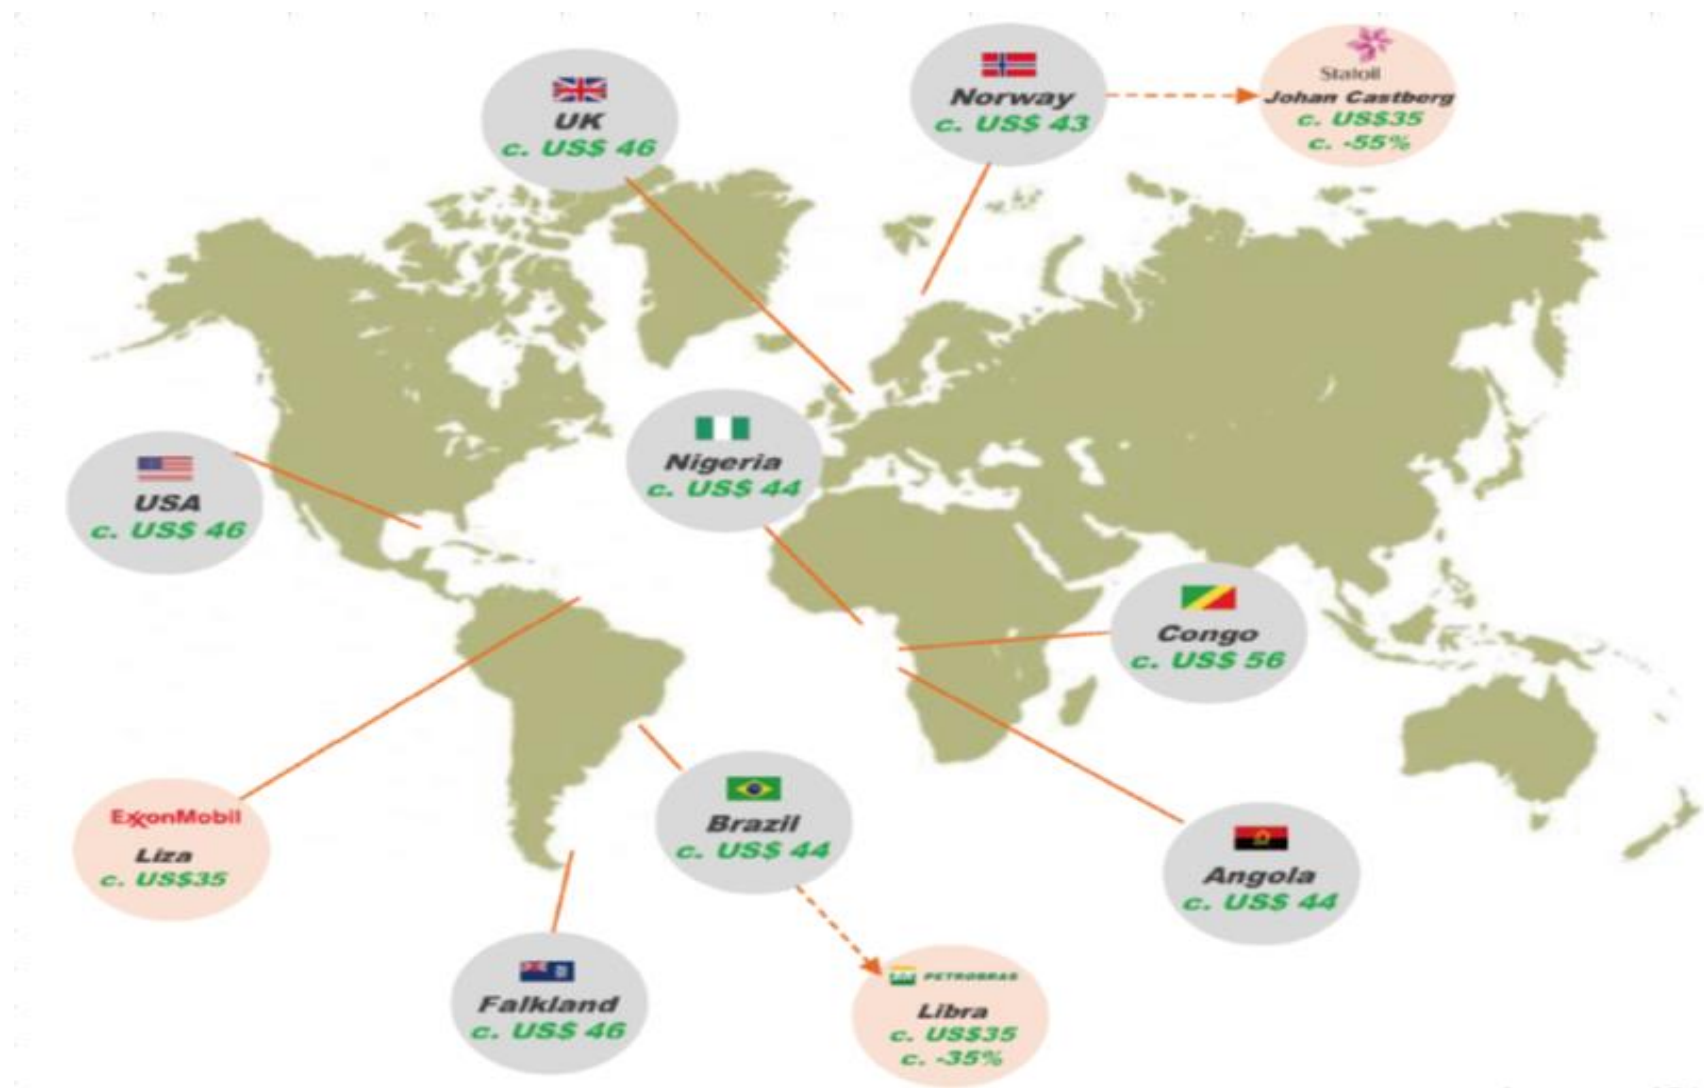 UK
c. US$ 46
Norway
c. US$ 43
Statoil
Johan Castberg
c. US$35
c. -55%
Nigeria
c. US$ 44
USA
c. US$ 46
Congo
c. US$ 56
ExxonMobil
Liza
c. US$35
Brazil
c. US$ 44
Angola
c. US$ 44
Falkland
c. US$ 46
PETROBRAS
Libra
c. US$35
c. -35%